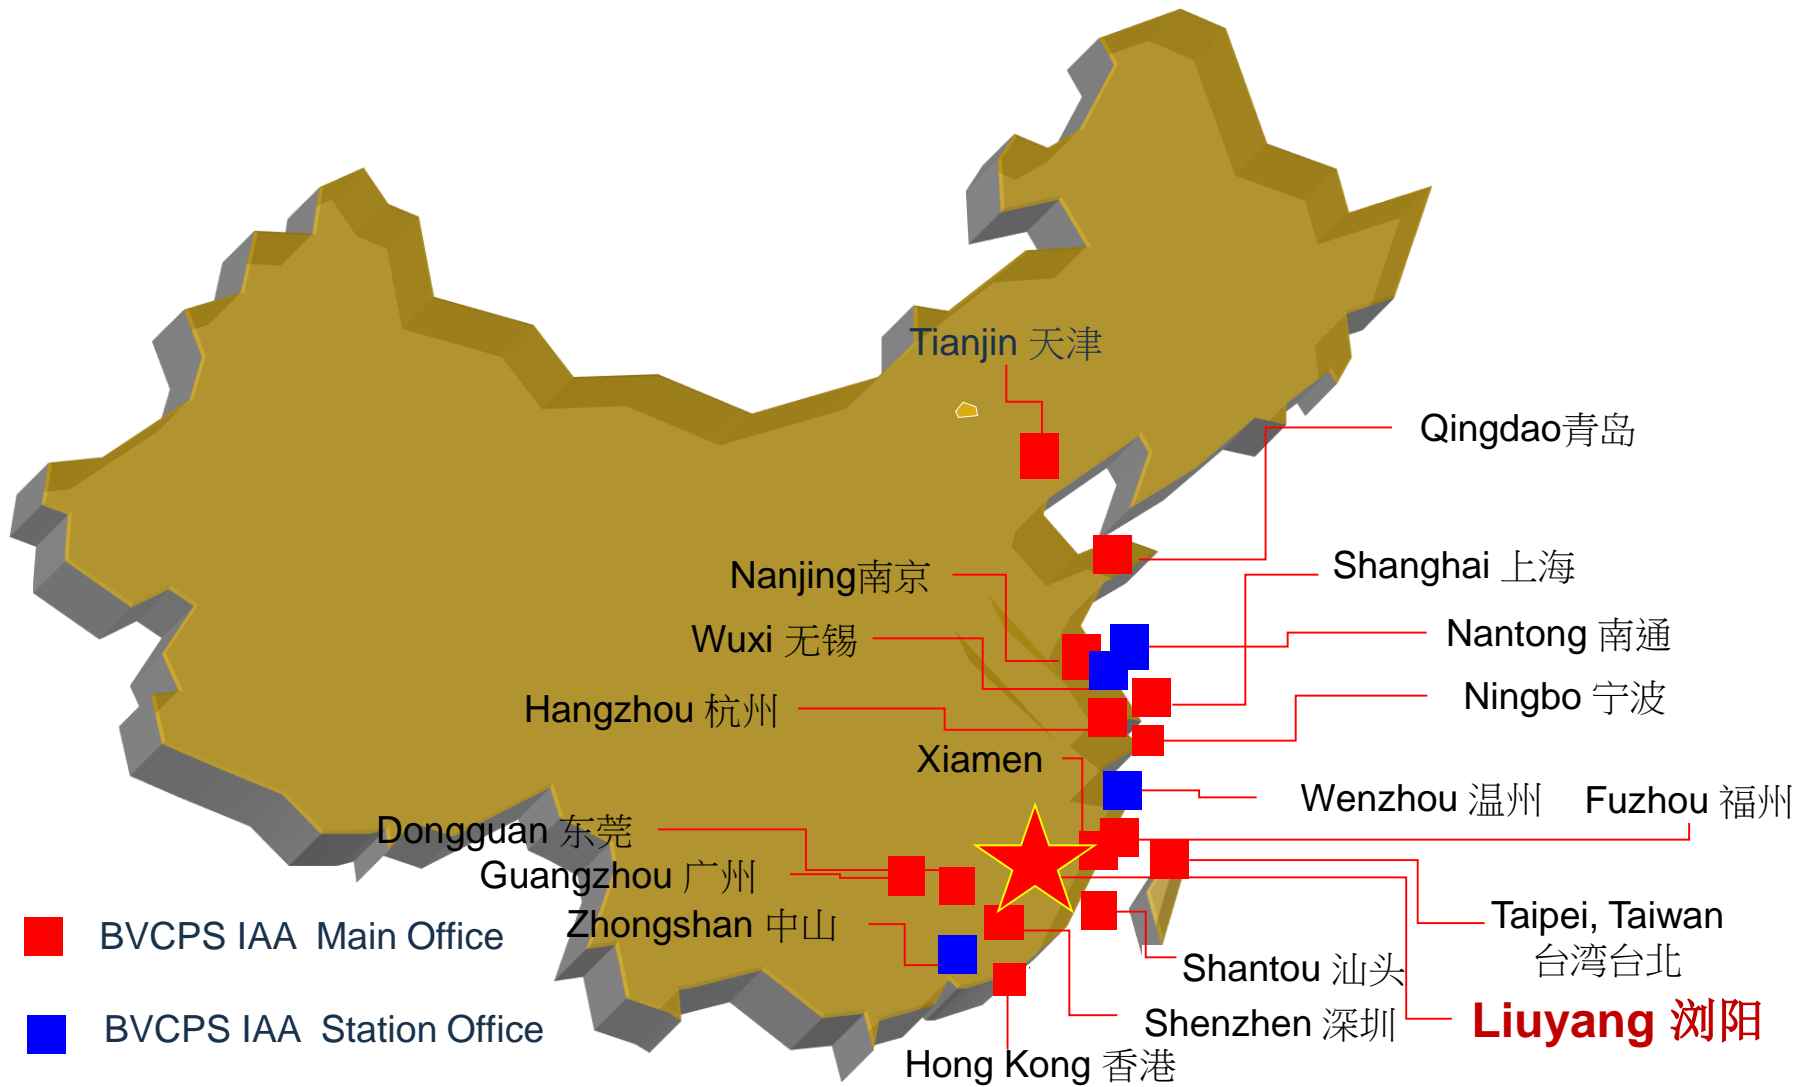 Tianjin 天津
Qingdao青岛
Nanjing南京
Shanghai 上海
Wuxi 无锡
Nantong 南通
Hangzhou 杭州
Ningbo 宁波
Xiamen
Wenzhou 温州
Fuzhou 福州
Dongguan 东莞
Guangzhou 广州
Zhongshan 中山
BVCPS IAA Main Office
Taipei, Taiwan
台湾台北
Shantou 汕头
Liuyang 浏阳
Shenzhen 深圳
BVCPS IAA Station Office
Hong Kong 香港